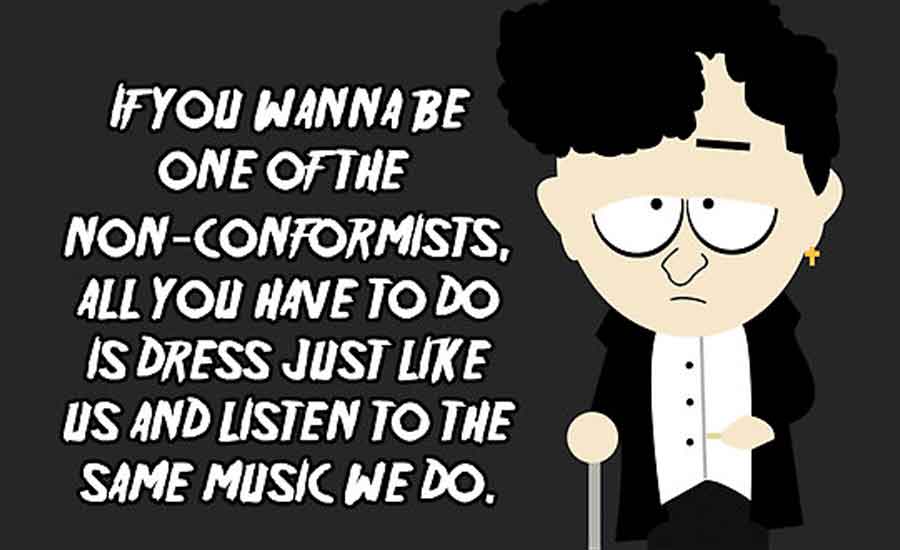 IF YOU WANNA BE
ONE OF THE
NON-CONFORMISTS,
ALL YOU HAVE TO DO
IS DRESS JUST LIKE
US AND LISTEN TO THE
SAME MUSIC WE DO.